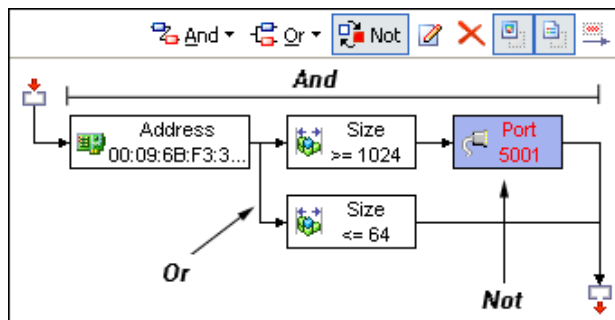 And Or Not
And
Address
00:09:6B:F3:3...
Size
>= 1024
Port
5001
Size
<= 64
Or
Not